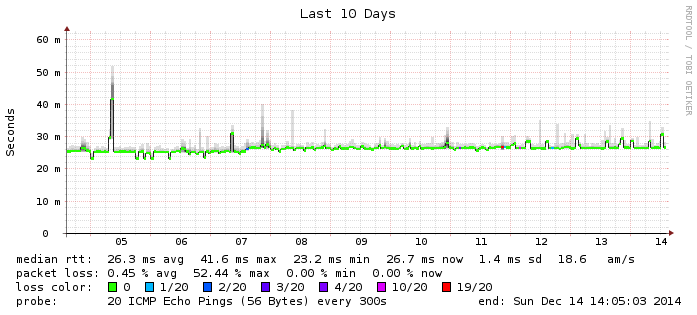 Last 10 Days
RRDTOOL / TOBI OETIKER
Seconds
60 m
50 m
40 m
30 m
20 m
10 m
0
05 06 07 08 09 10 11 12 13 14
median rtt: 26.3 ms avg 41.6 ms max 23.2 ms min 26.7 ms now 1.4 ms sd 18.6 am/s
packet loss: 0.45 % avg 52.44 % max 0.00 % min 0.00 % now
loss color: 0 1/20 2/20 3/20 4/20 10/20 19/20
probe: 20 ICMP Echo Pings (56 Bytes) every 300s end: Sun Dec 14 14:05:03 2014